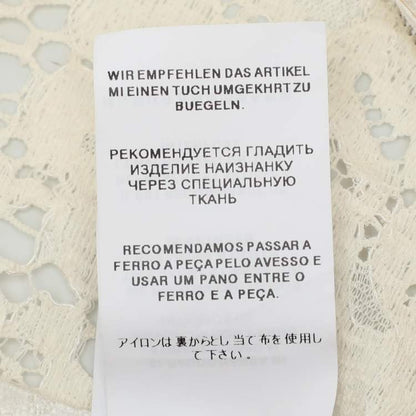 WIR EMPFEHLEN DAS ARTIKEL
MI EINEN TUCH UMGEKHRT ZU
BUEGELN.
РЕКОМЕНДУЕТСЯ ГЛАДИТЬ
ИЗДЕЛИЕ НАИЗНАНКУ
ЧЕРЕЗ СПЕЦИАЛЬНУЮ
ТКАНЬ
RECOMENDAMOS PASSAR A
FERRO A PEÇA PELO AVESSO E
USAR UM PANO ENTRE O
FERRO E A PEÇA.
アイロンは裏からとし当て布を使用し
て下さい。